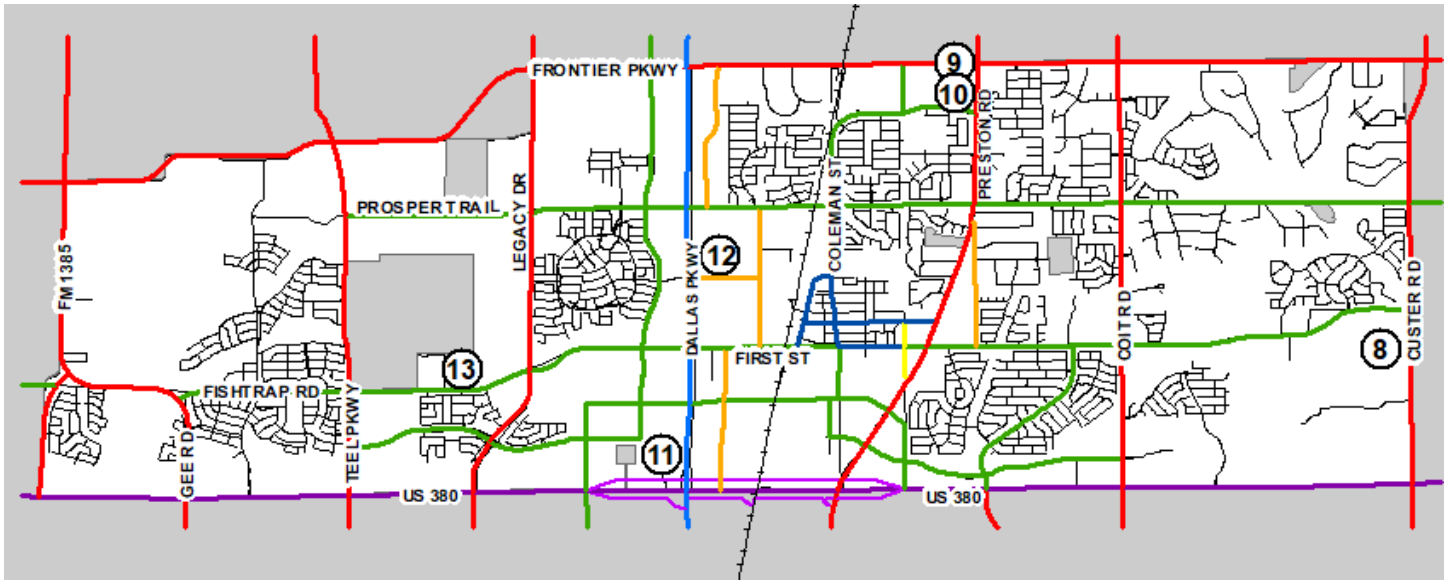 FRONTIER PKWY
9
10
PRESTON RD
COLEMAN ST
PROSPER TRAIL
LEGACY DR
FM 1385
12
DALLAS PKWY
COIT RD
CUSTER RD
FIRST ST
8
13
FISHTRAP RD
TEEL PKWY
GEE RD
11
US 380
US 380